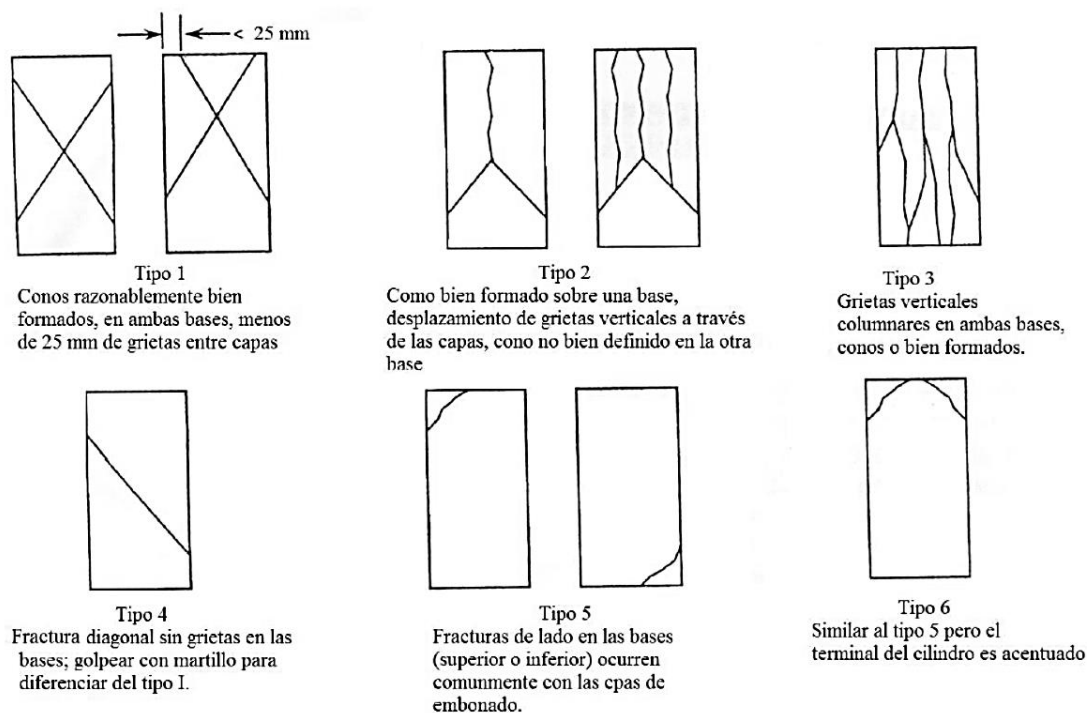 < 25 mm
Tipo 1
Conos razonablemente bien
formados, en ambas bases, menos
de 25 mm de grietas entre capas
Tipo 2
Como bien formado sobre una base,
desplazamiento de grietas verticales a través
de las capas, cono no bien definido en la otra
base
Tipo 3
Grietas verticales
columnares en ambas bases,
conos o bien formados.
Tipo 4
Fractura diagonal sin grietas en las
bases; golpear con martillo para
diferenciar del tipo I.
Tipo 5
Fracturas de lado en las bases
(superior o inferior) ocurren
comunmente con las cpas de
embonado.
Tipo 6
Similar al tipo 5 pero el
terminal del cilindro es acentuado